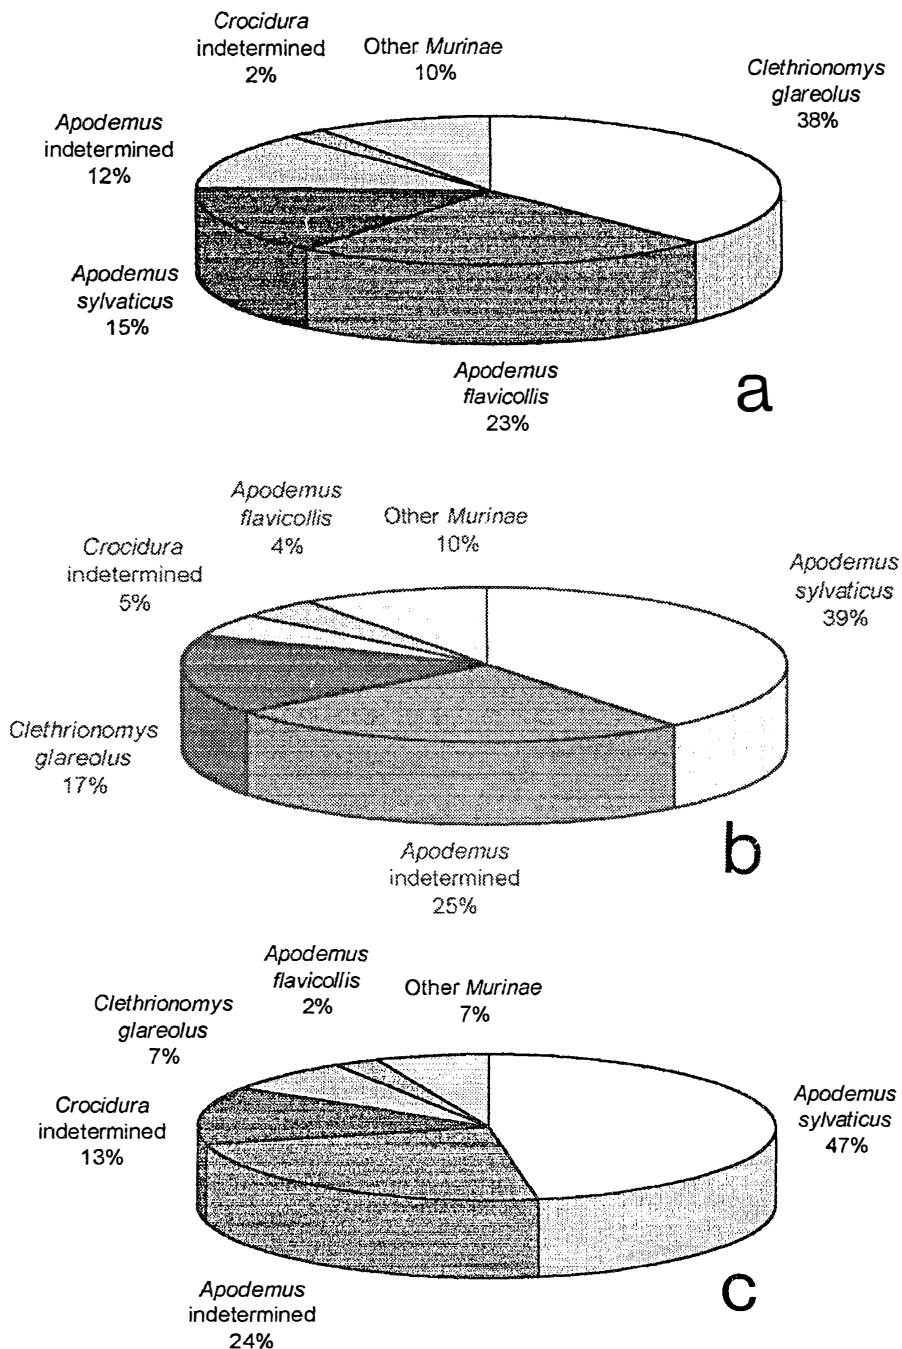 Crocidura
indetermined
2%
Other Murinae
10%
Clethrionomys
glareolus
38%
Apodemus
indetermined
12%
Apodemus
sylvaticus
15%
Apodemus
flavicollis
23%
a
Apodemus
flavicollis
4%
Other Murinae
10%
Crocidura
indetermined
5%
Apodemus
sylvaticus
39%
Clethrionomys
glareolus
17%
Apodemus
indetermined
25%
b
Apodemus
flavicollis
2%
Other Murinae
7%
Clethrionomys
glareolus
7%
Crocidura
indetermined
13%
Apodemus
sylvaticus
47%
Apodemus
indetermined
24%
c